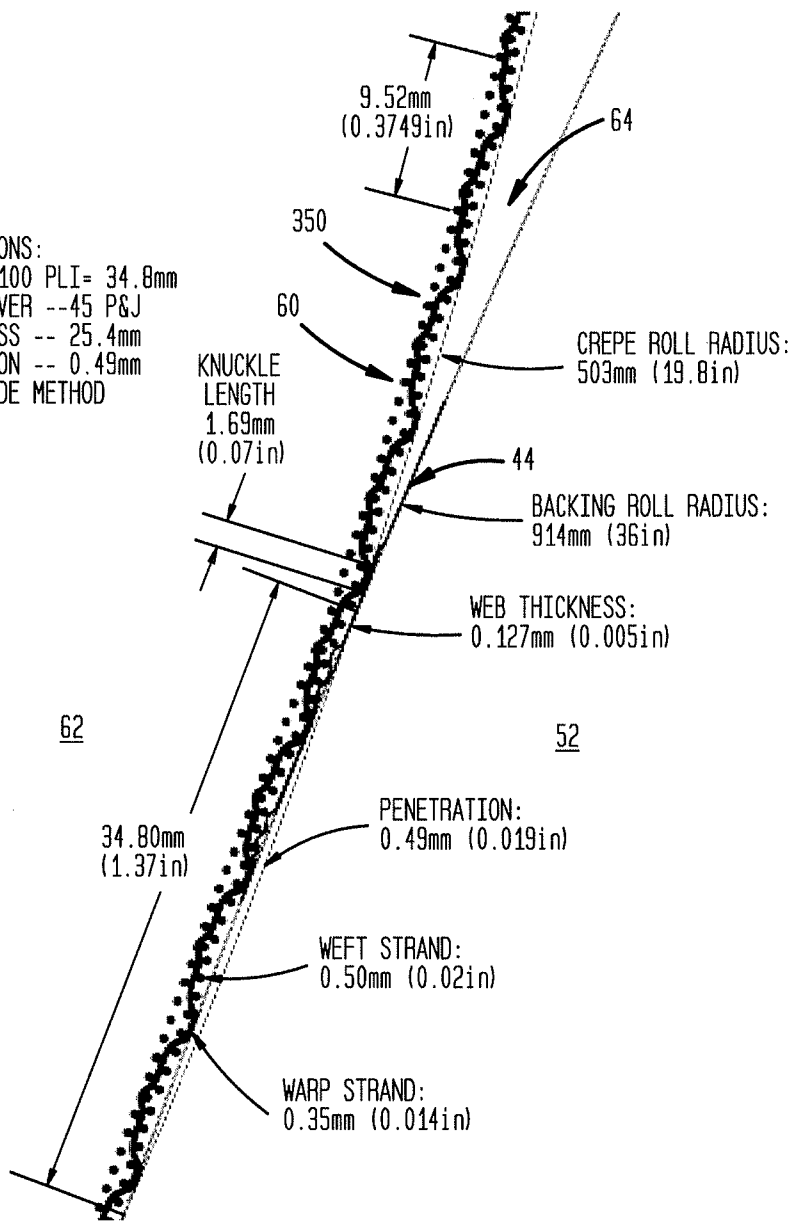 9.52mm
(0.3749in)
64
350
ONS:
100 PLI= 34.8mm
VER --45 P&J
SS -- 25.4mm
ON -- 0.49mm
DE METHOD
60
KNUCKLE
LENGTH
1.69mm
(0.07in)
CREPE ROLL RADIUS:
503mm (19.8in)
44
BACKING ROLL RADIUS:
914mm (36in)
WEB THICKNESS:
0.127mm (0.005in)
62
52
PENETRATION:
0.49mm (0.019in)
34.80mm
(1.37in)
WEFT STRAND:
0.50mm (0.02in)
WARP STRAND:
0.35mm (0.014in)